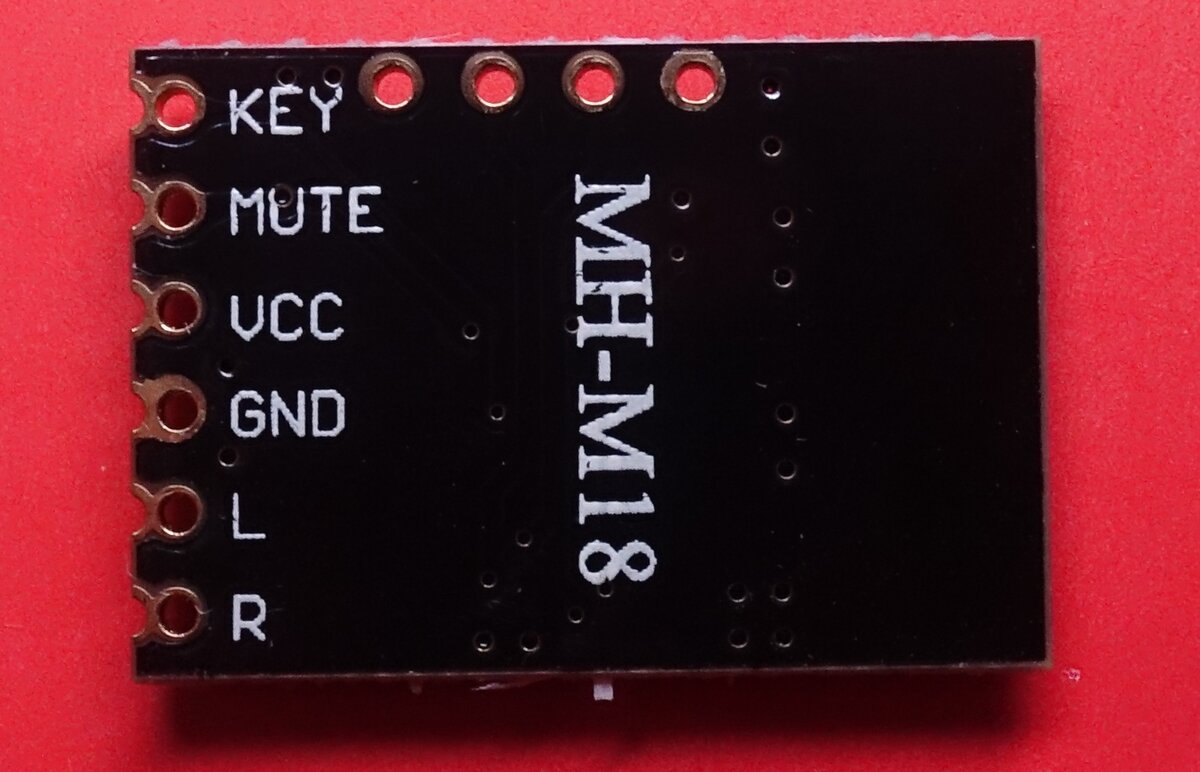 KEY
MUTE
VCC
GND
L
R
MH-M18